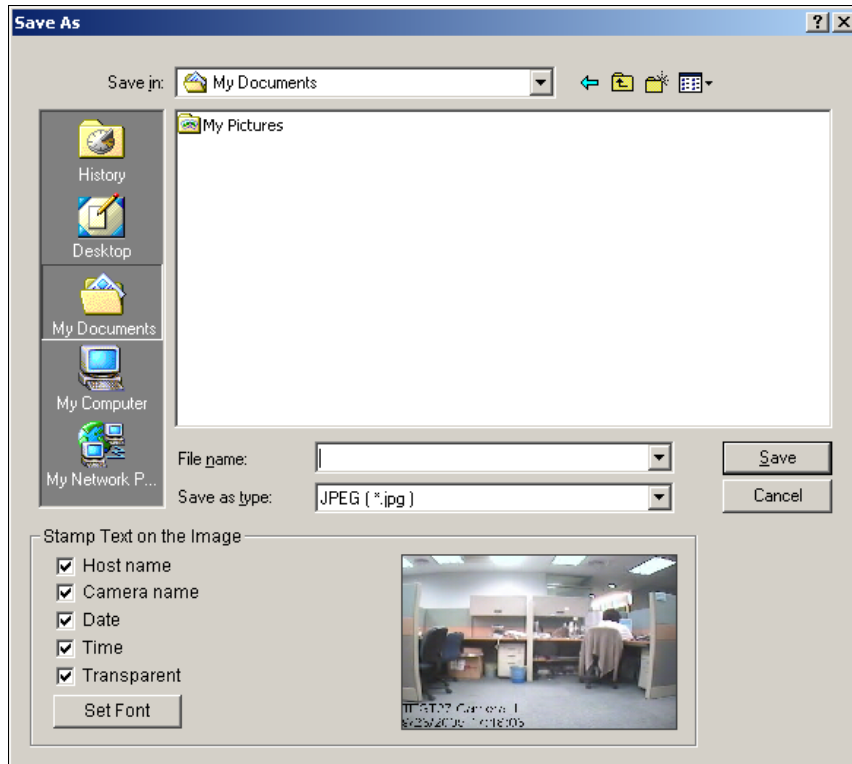 Save As
Save in:
My Documents
My Pictures
History
Desktop
My Documents
My Computer
My Network P...
File name:
Save
Save as type:
JPEG ( *.jpg )
Cancel
Stamp Text on the Image
Host name
Camera name
Date
Time
Transparent
Set Font